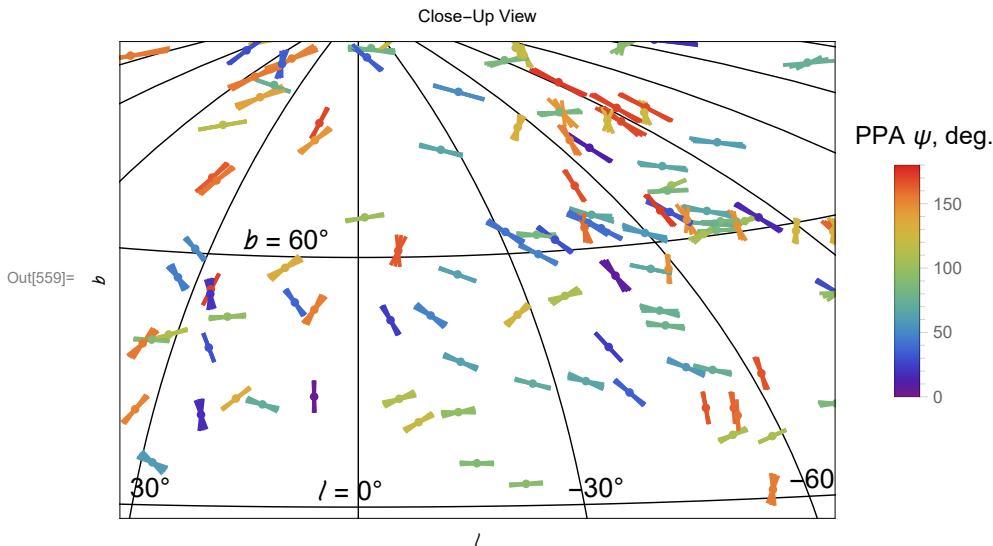 Close−Up View
PPA ψ, deg.
150
b = 60°
100
Out[559]=
b
50
0
30°
l = 0°
−30°
−60
l